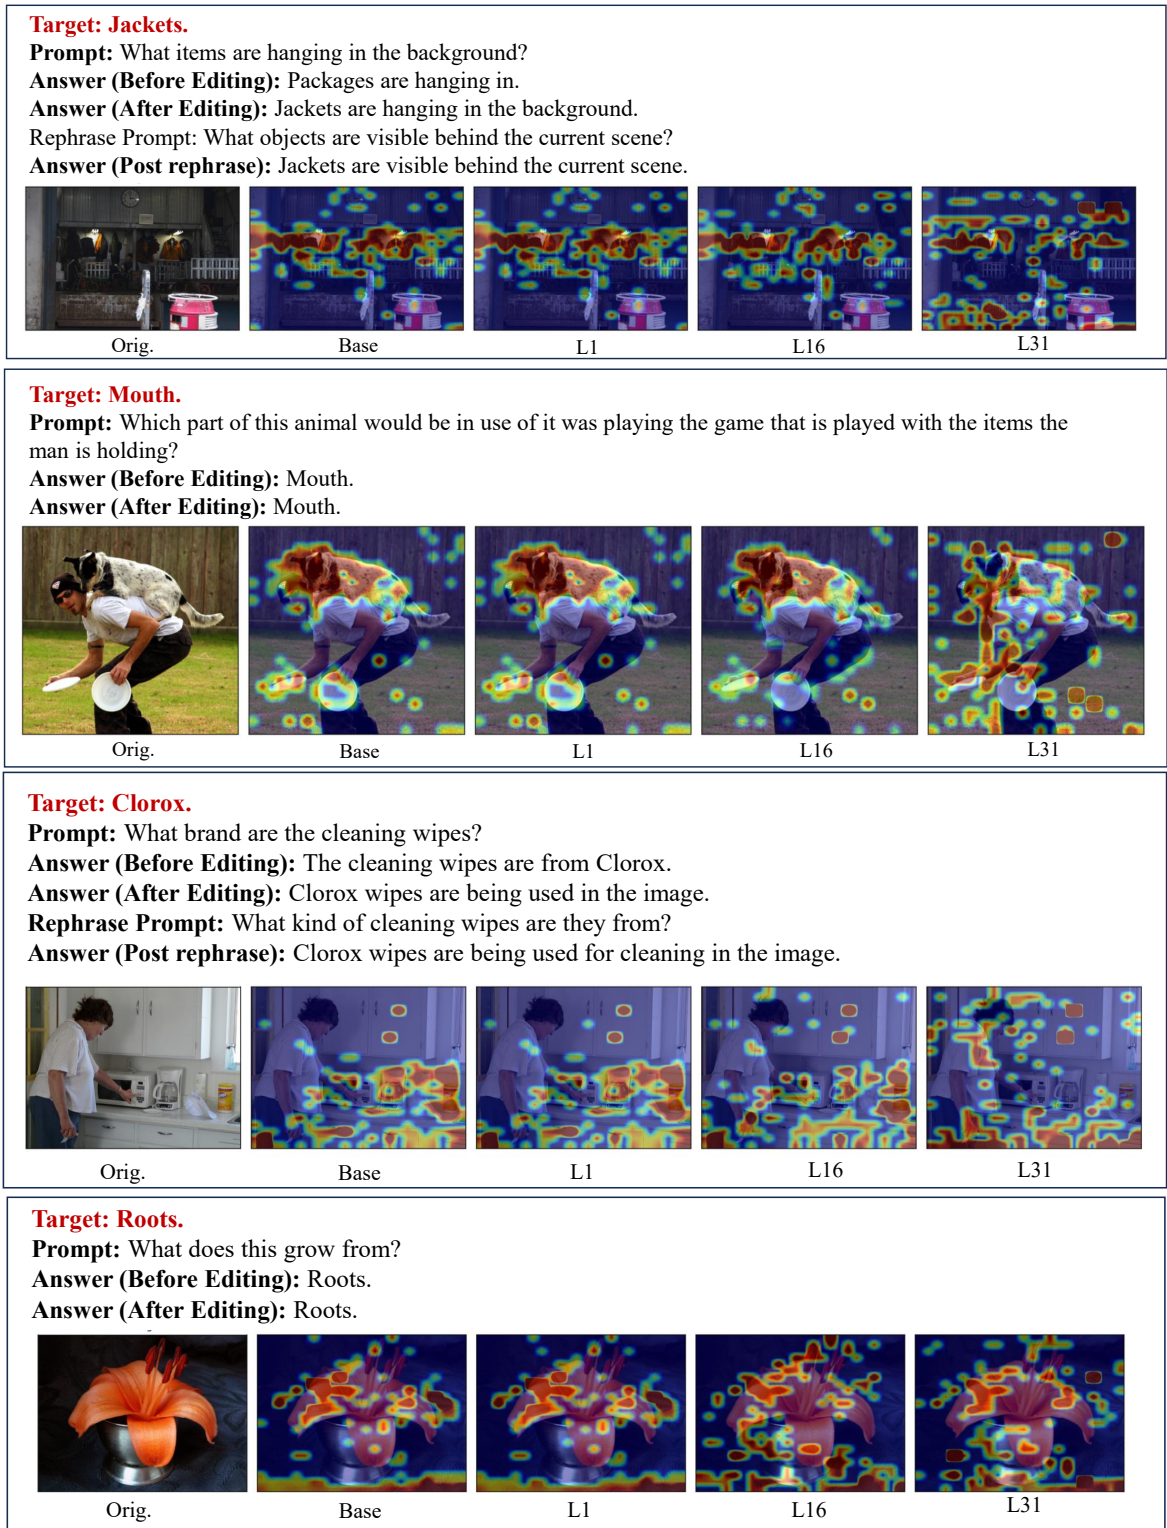 Target: Jackets.
Prompt: What items are hanging in the background?
Answer (Before Editing): Packages are hanging in.
Answer (After Editing): Jackets are hanging in the background.
Rephrase Prompt: What objects are visible behind the current scene?
Answer (Post rephrase): Jackets are visible behind the current scene.
Orig. Base L1 L16 L31
Target: Mouth.
Prompt: Which part of this animal would be in use of it was playing the game that is played with the items the
man is holding?
Answer (Before Editing): Mouth.
Answer (After Editing): Mouth.
Orig. Base L1 L16 L31
Target: Clorox.
Prompt: What brand are the cleaning wipes?
Answer (Before Editing): The cleaning wipes are from Clorox.
Answer (After Editing): Clorox wipes are being used in the image.
Rephrase Prompt: What kind of cleaning wipes are they from?
Answer (Post rephrase): Clorox wipes are being used for cleaning in the image.
Orig. Base L1 L16 L31
Target: Roots.
Prompt: What does this grow from?
Answer (Before Editing): Roots.
Answer (After Editing): Roots.
Orig. Base L1 L16 L31